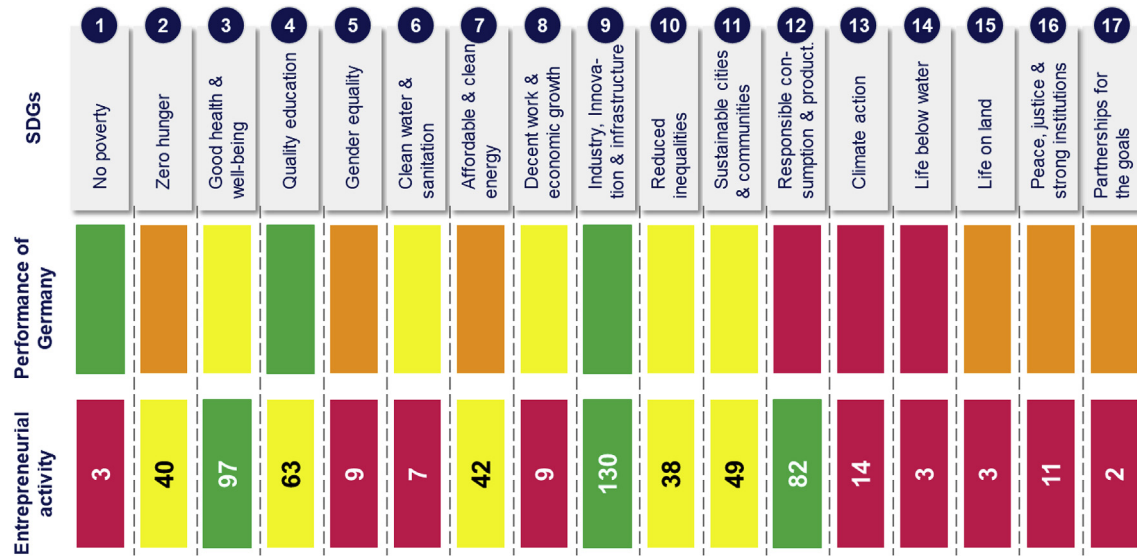 1 2 3 4 5 6 7 8 9 10 11 12 13 14 15 16 17
SDGs
No poverty
Zero hunger
Good health &
well-being
Quality education
Gender equality
Clean water &
sanitation
Affordable & clean
energy
Decent work &
economic growth
Industry, Innova-
tion & infrastructure
Reduced
inequalities
Sustainable cities
& communities
Responsible con-
sumption & product.
Climate action
Life below water
Life on land
Peace, justice &
strong institutions
Partnerships for
the goals
Performance of
Germany
Entrepreneurial
activity
3 40 97 63 9 7 42 9 130 38 49 82 14 3 3 11 2